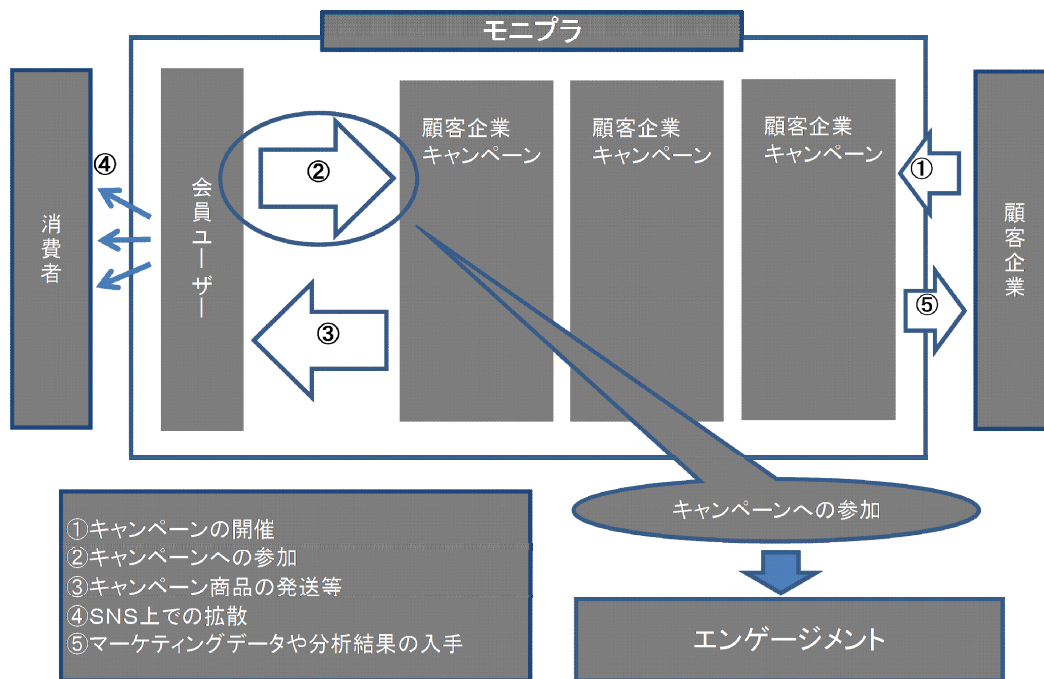 モニプラ
消費者
④
会員ユーザー
②
③
顧客企業
キャンペーン
顧客企業
キャンペーン
顧客企業
キャンペーン
①
⑤
顧客企業
キャンペーンへの参加
エンゲージメント
①キャンペーンの開催
②キャンペーンへの参加
③キャンペーン商品の発送等
④SNS上での拡散
⑤マーケティングデータや分析結果の入手